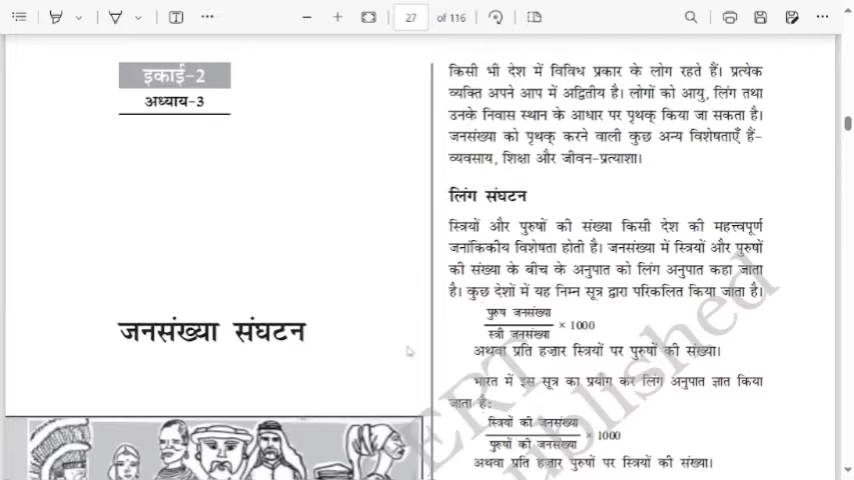 27 of 116
इकाई-2
अध्याय-3
जनसंख्या संघटन
किसी भी देश में विविध प्रकार के लोग रहते हैं। प्रत्येक
व्यक्ति अपने आप में अद्वितीय है। लोगों को आयु, लिंग तथा
उनके निवास स्थान के आधार पर पृथक् किया जा सकता है।
जनसंख्या को पृथक् करने वाली कुछ अन्य विशेषताएँ हैं-
व्यवसाय, शिक्षा और जीवन-प्रत्याशा।
लिंग संघटन
स्त्रियों और पुरुषों की संख्या किसी देश की महत्त्वपूर्ण
जनांकिकीय विशेषता होती है। जनसंख्या में स्त्रियों और पुरुषों
की संख्या के बीच के अनुपात को लिंग अनुपात कहा जाता
है। कुछ देशों में यह निम्न सूत्र द्वारा परिकलित किया जाता है।
पुरुष जनसंख्या
स्त्री जनसंख्या × 1000
अथवा प्रति हज़ार स्त्रियों पर पुरुषों की संख्या।
भारत में इस सूत्र का प्रयोग कर लिंग अनुपात ज्ञात किया
जाता है:
स्त्रियों की जनसंख्या
पुरुषों की जनसंख्या × 1000
अथवा प्रति हज़ार पुरुषों पर स्त्रियों की संख्या।